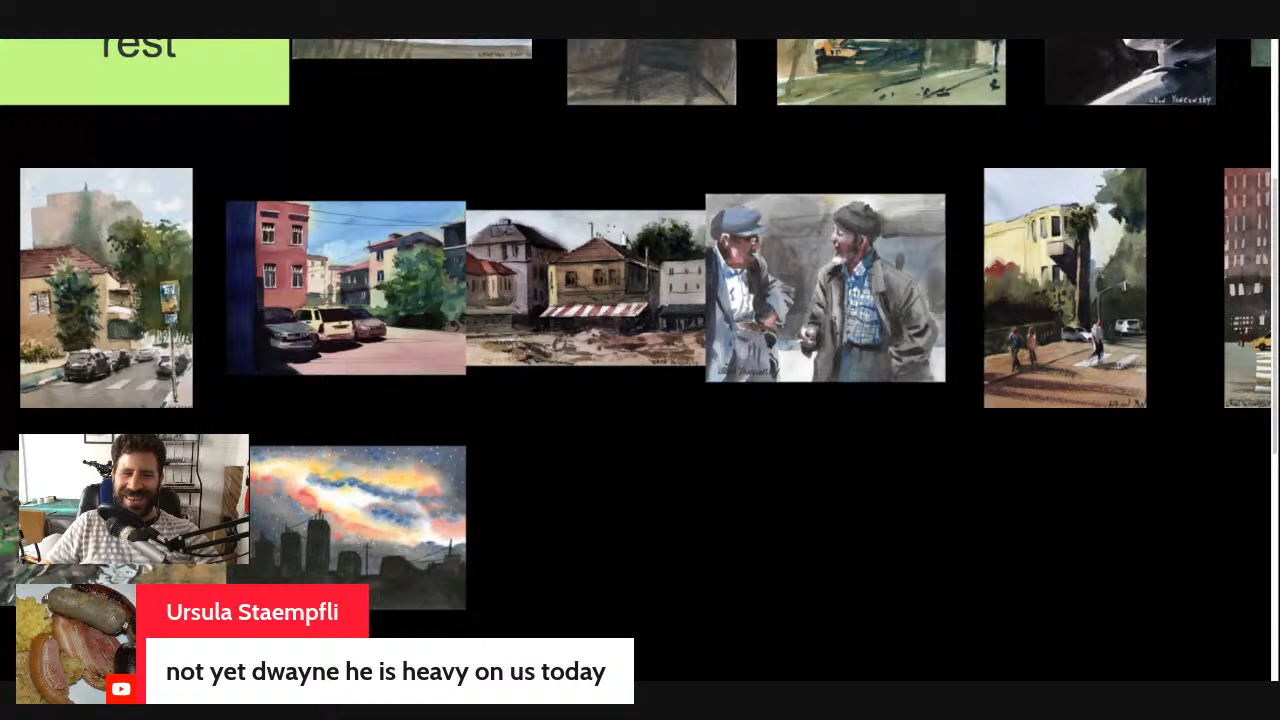 rest
Ursula Staempfli
not yet dwayne he is heavy on us today